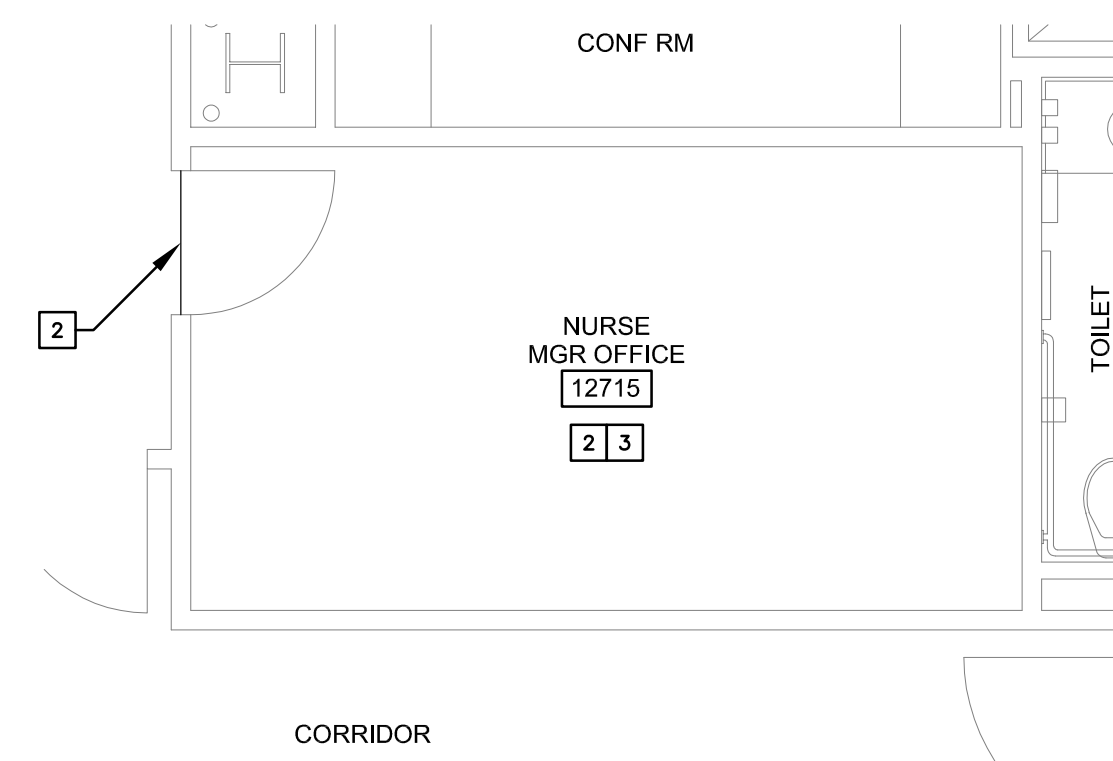 CONF RM
2
NURSE
MGR OFFICE
12715
2 3
TOILET
CORRIDOR